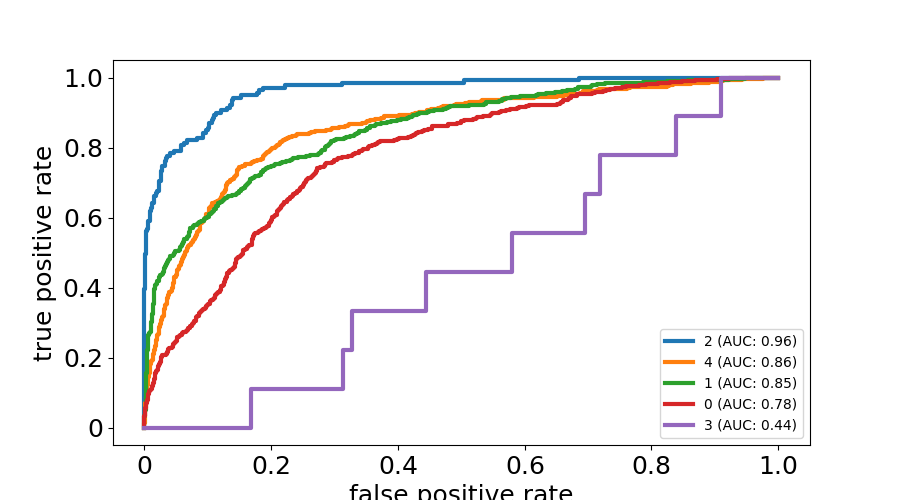 true positive rate
1.0
0.8
0.6
0.4
0.2
0
0 0.2 0.4 0.6 0.8 1.0
false positive rate
2 (AUC: 0.96)
4 (AUC: 0.86)
1 (AUC: 0.85)
0 (AUC: 0.78)
3 (AUC: 0.44)